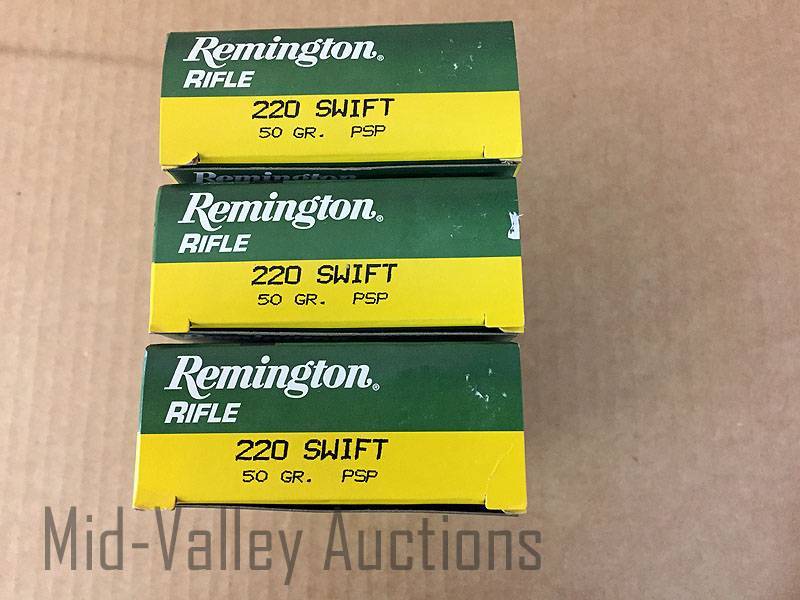 Remington®
RIFLE
220 SWIFT
50 GR. PSP
Remington
Remington®
RIFLE
220 SWIFT
50 GR. PSP
Remington®
RIFLE
220 SWIFT
50 GR. PSP
Mid-Valley Auctions